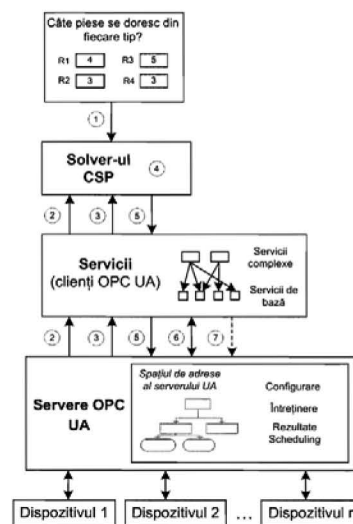 Câte piese se doresc din
fiecare tip?
R1 4 R3 5
R2 3 R4 3
1
Solver-ul
CSP
4
2 3 5
Servicii
(clienți OPC UA)
Servicii
complexe
Servicii de
bază
2 3 5 6 7
Spațiul de adrese
al serverului UA
Servere OPC
UA
Configurare
Întreținere
Rezultate
Scheduling
Dispozitivul 1 Dispozitivul 2 ... Dispozitivul n